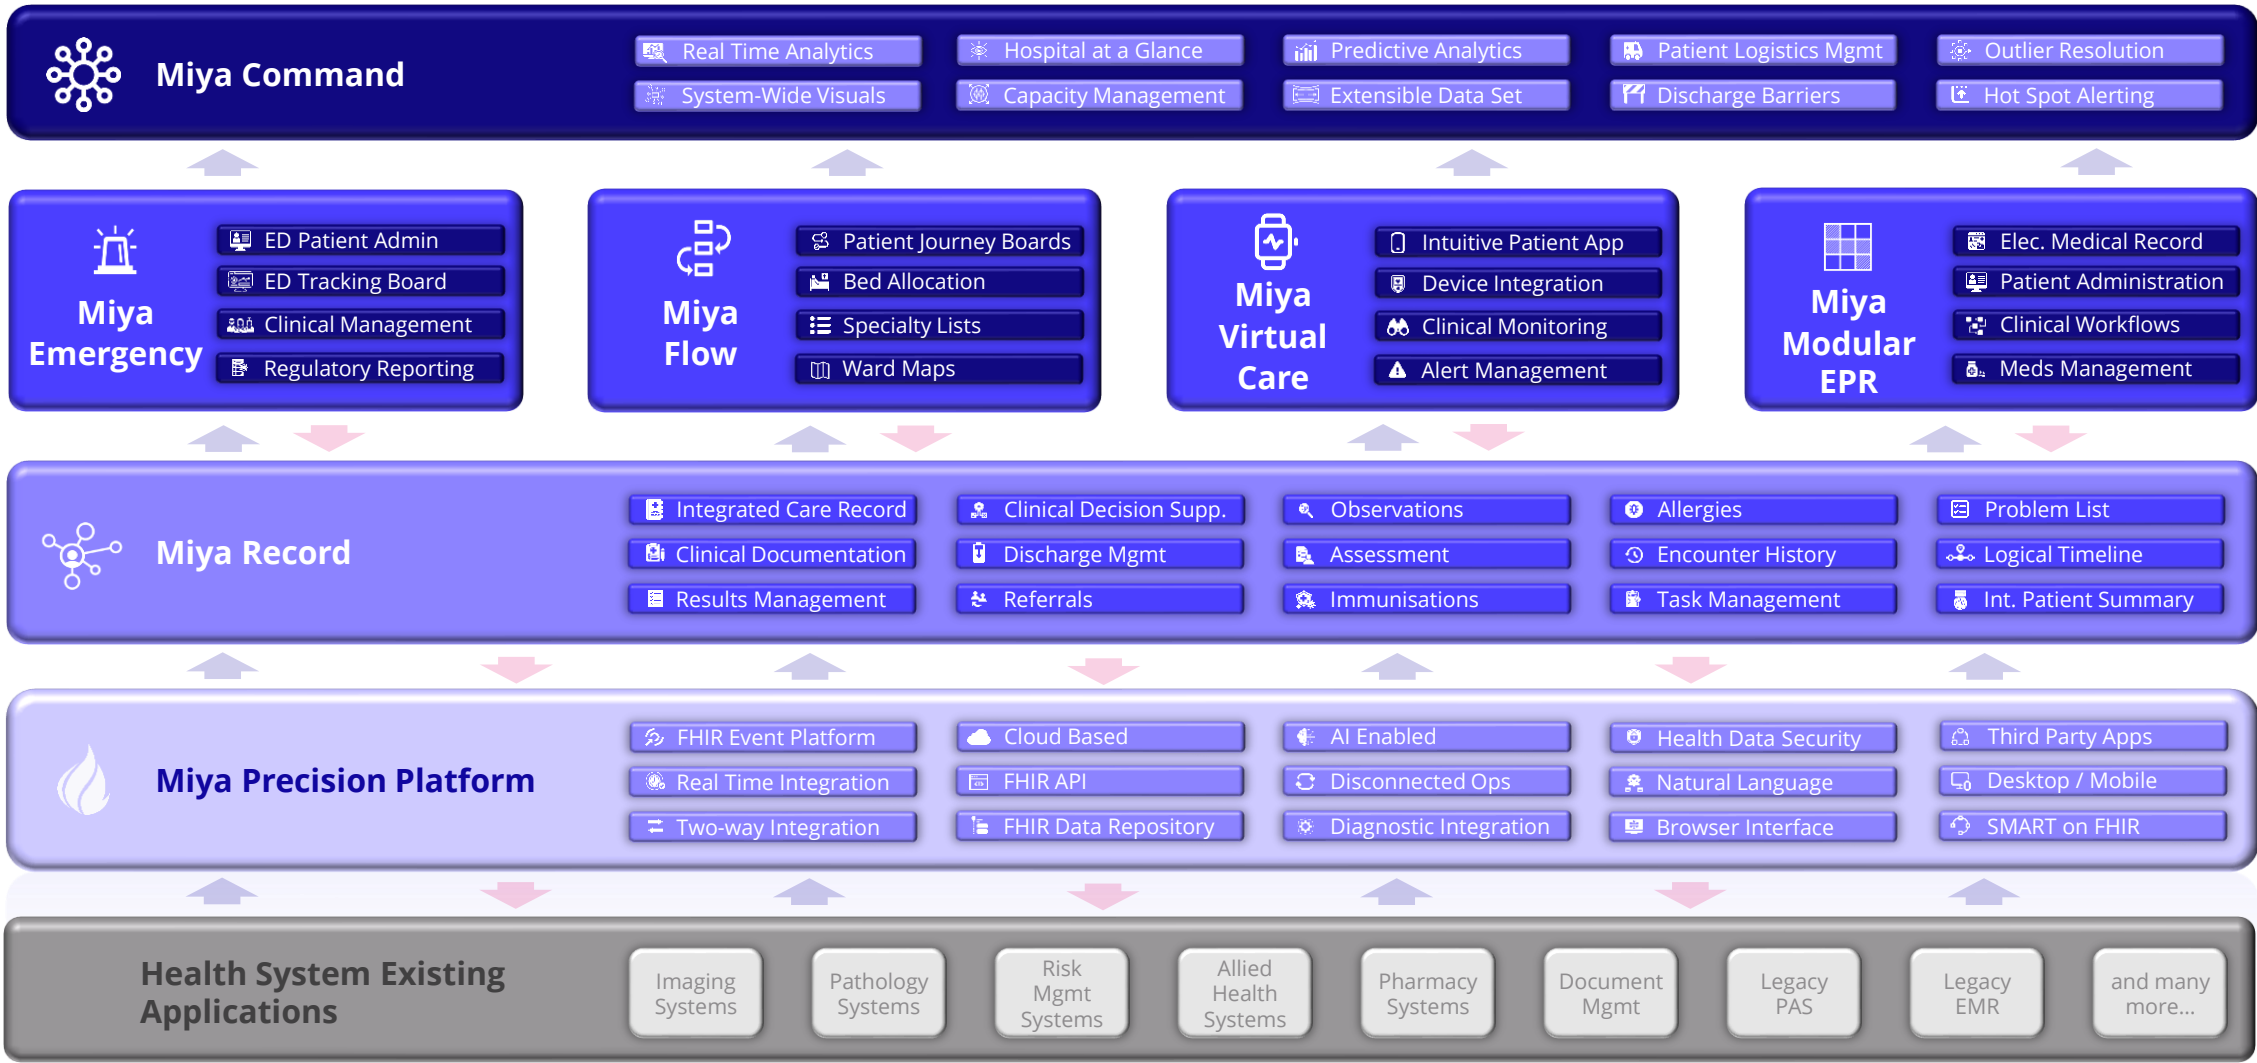 Miya Command
Real Time Analytics
Hospital at a Glance
Predictive Analytics
Patient Logistics Mgmt
Outlier Resolution
System-Wide Visuals
Capacity Management
Extensible Data Set
Discharge Barriers
Hot Spot Alerting
Miya
Emergency
ED Patient Admin
ED Tracking Board
Clinical Management
Regulatory Reporting
Miya
Flow
Patient Journey Boards
Bed Allocation
Specialty Lists
Ward Maps
Miya
Virtual
Care
Intuitive Patient App
Device Integration
Clinical Monitoring
Alert Management
Miya
Modular
EPR
Elec. Medical Record
Patient Administration
Clinical Workflows
Meds Management
Miya Record
Integrated Care Record
Clinical Decision Supp.
Observations
Allergies
Problem List
Clinical Documentation
Discharge Mgmt
Assessment
Encounter History
Logical Timeline
Results Management
Referrals
Immunisations
Task Management
Int. Patient Summary
Miya Precision Platform
FHIR Event Platform
Cloud Based
AI Enabled
Health Data Security
Third Party Apps
Real Time Integration
FHIR API
Disconnected Ops
Natural Language
Desktop / Mobile
Two-way Integration
FHIR Data Repository
Diagnostic Integration
Browser Interface
SMART on FHIR
Health System Existing
Applications
Imaging
Systems
Pathology
Systems
Risk
Mgmt
Systems
Allied
Health
Systems
Pharmacy
Systems
Document
Mgmt
Legacy
PAS
Legacy
EMR
and many
more...